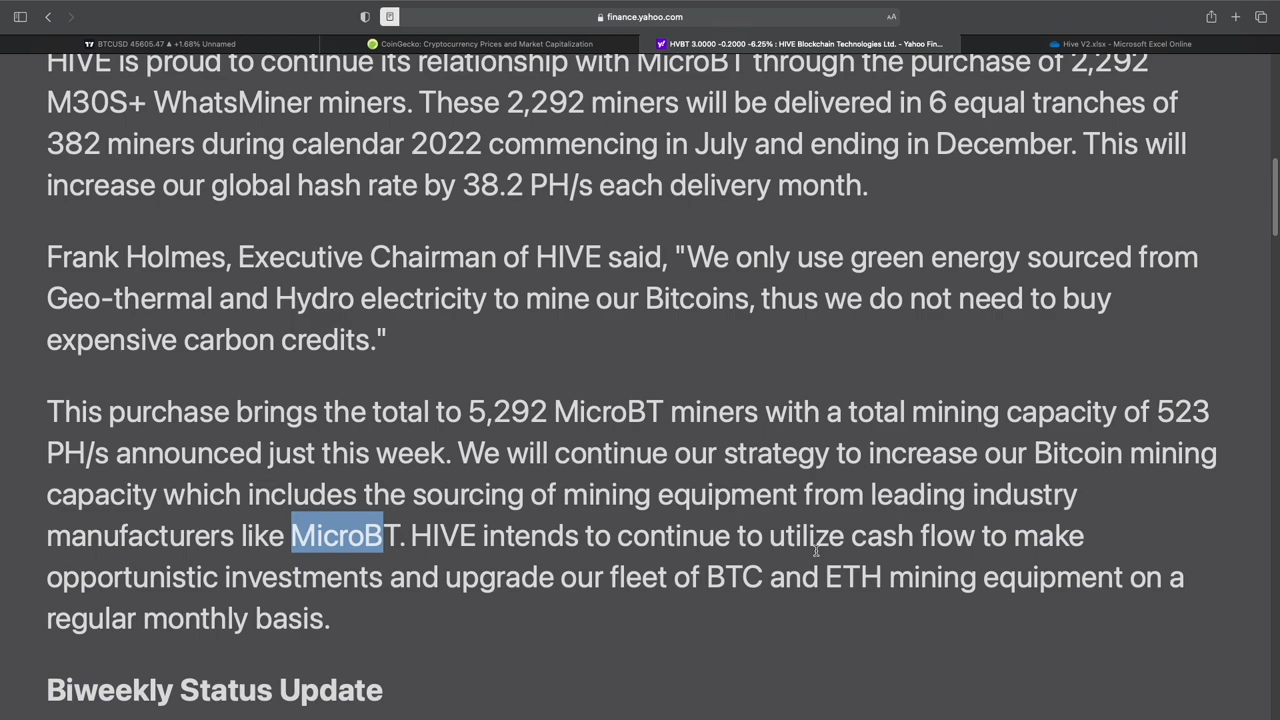 finance.yahoo.com
BTCUSD 45605.47 ▲ +1.68% Unnamed
CoinGecko: Cryptocurrency Prices and Market Capitalization
HVBT 3.0000 -0.2000 -6.25% : HIVE Blockchain Technologies Ltd. - Yahoo Fin...
Hive V2.xlsx - Microsoft Excel Online
HIVE is proud to continue its relationship with MicroBT through the purchase of 2,292
M30S+ WhatsMiner miners. These 2,292 miners will be delivered in 6 equal tranches of
382 miners during calendar 2022 commencing in July and ending in December. This will
increase our global hash rate by 38.2 PH/s each delivery month.
Frank Holmes, Executive Chairman of HIVE said, "We only use green energy sourced from
Geo-thermal and Hydro electricity to mine our Bitcoins, thus we do not need to buy
expensive carbon credits."
This purchase brings the total to 5,292 MicroBT miners with a total mining capacity of 523
PH/s announced just this week. We will continue our strategy to increase our Bitcoin mining
capacity which includes the sourcing of mining equipment from leading industry
manufacturers like MicroBT. HIVE intends to continue to utilize cash flow to make
opportunistic investments and upgrade our fleet of BTC and ETH mining equipment on a
regular monthly basis.
Biweekly Status Update